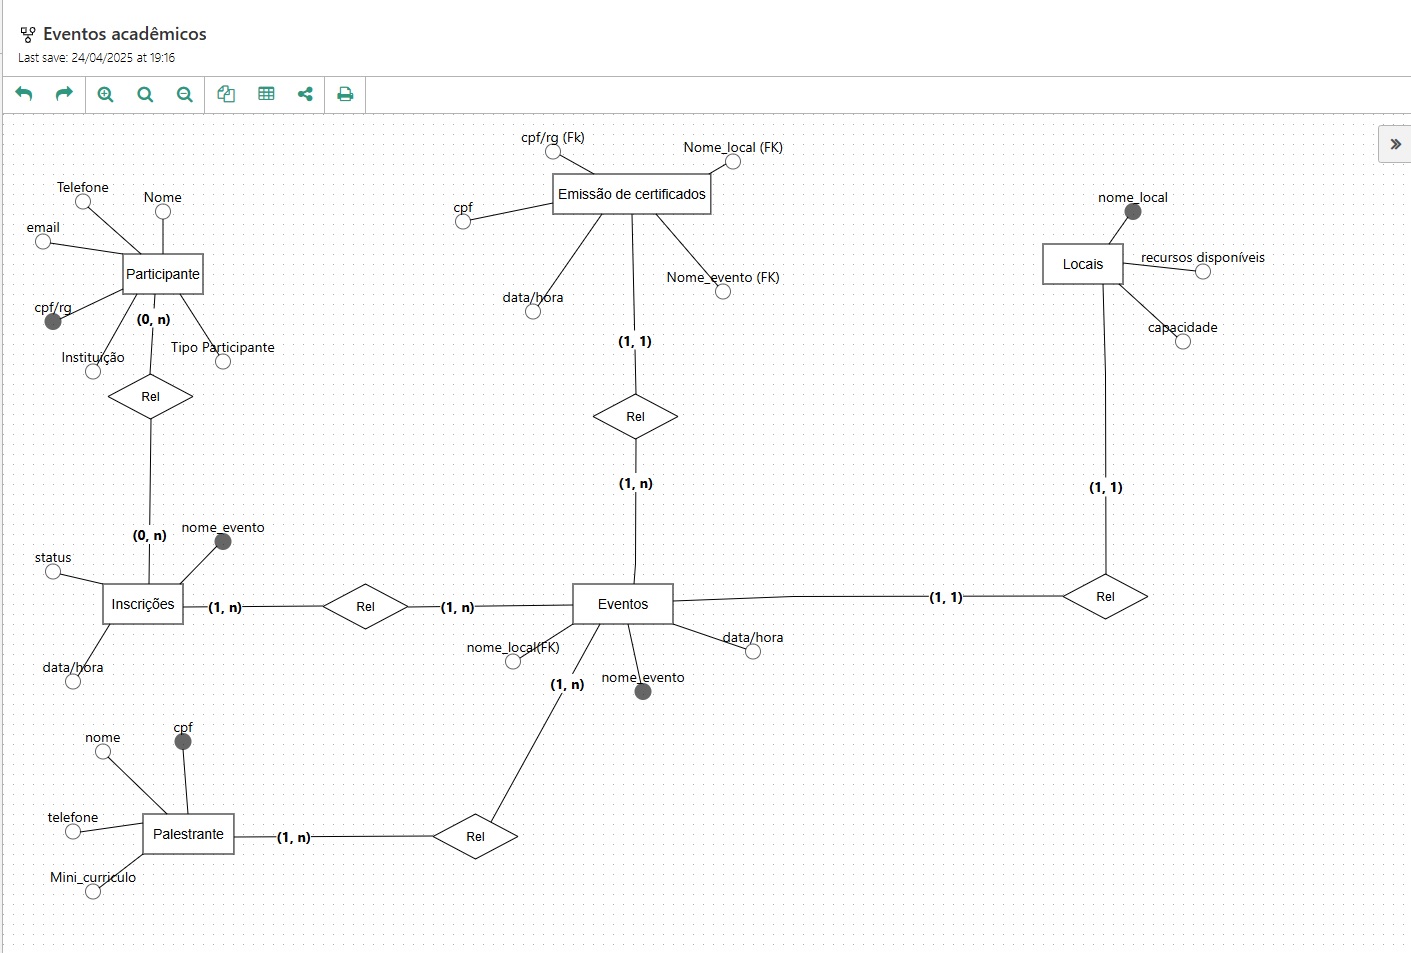 Eventos acadêmicos
Last save: 24/04/2025 at 19:16
cpf/rg (Fk)
Nome_local (FK)
Emissão de certificados
cpf
data/hora
Nome_evento (FK)
(1, 1)
Rel
(1, n)
Telefone
Nome
email
Participante
cpf/rg
(0, n)
Instituição
Tipo Participante
Rel
(0, n)
nome_local
Locais
recursos disponíveis
capacidade
(1, 1)
Rel
nome_evento
status
Inscrições
(1, n)
Rel
(1, n)
Eventos
(1, 1)
data/hora
nome_local(FK)
nome_evento
data/hora
(1, n)
nome
cpf
telefone
Palestrante
(1, n)
Rel
Mini_curriculo